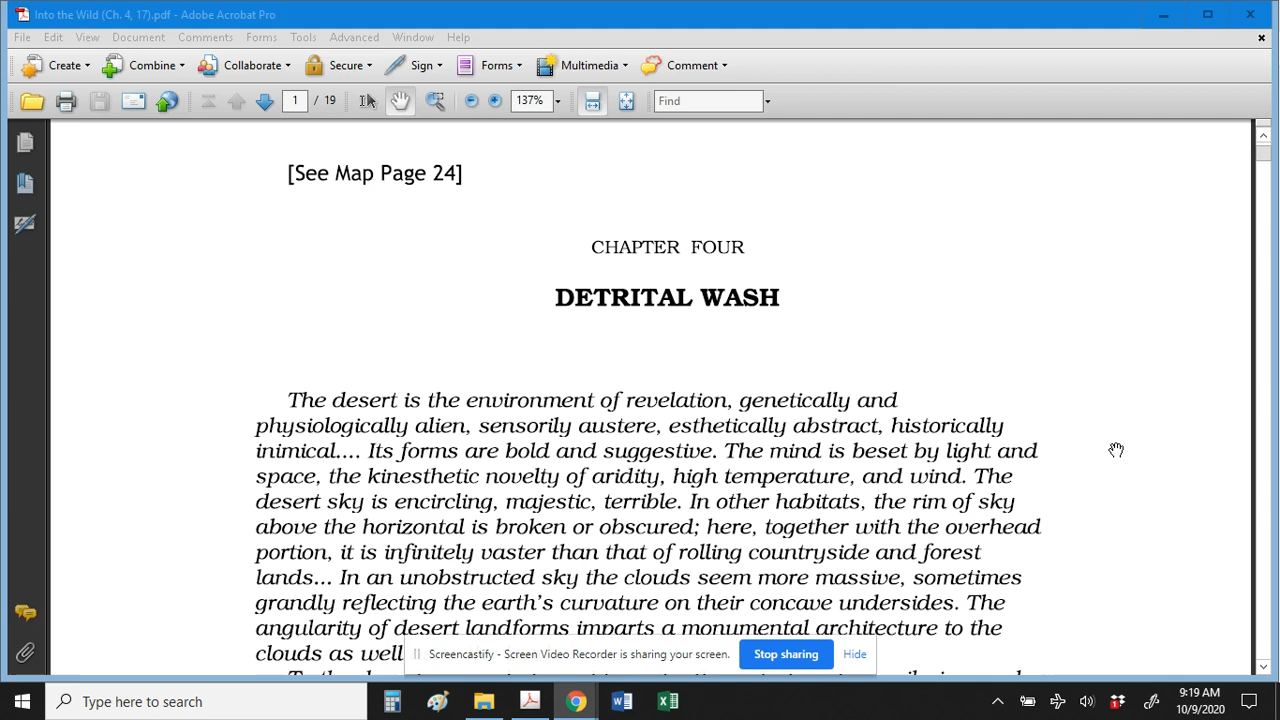 Into the Wild (Ch. 4, 17).pdf - Adobe Acrobat Pro
File Edit View Document Comments Forms Tools Advanced Window Help
Create Combine Collaborate Secure Sign Forms Multimedia Comment
1 / 19 137% Find
[See Map Page 24]
CHAPTER FOUR
DETRITAL WASH
The desert is the environment of revelation, genetically and
physiologically alien, sensorily austere, esthetically abstract, historically
inimical.... Its forms are bold and suggestive. The mind is beset by light and
space, the kinesthetic novelty of aridity, high temperature, and wind. The
desert sky is encircling, majestic, terrible. In other habitats, the rim of sky
above the horizontal is broken or obscured; here, together with the overhead
portion, it is infinitely vaster than that of rolling countryside and forest
lands... In an unobstructed sky the clouds seem more massive, sometimes
grandly reflecting the earth's curvature on their concave undersides. The
angularity of desert landforms imparts a monumental architecture to the
clouds as well
Screencastify - Screen Video Recorder is sharing your screen. Stop sharing Hide
Type here to search
9:19 AM
10/9/2020